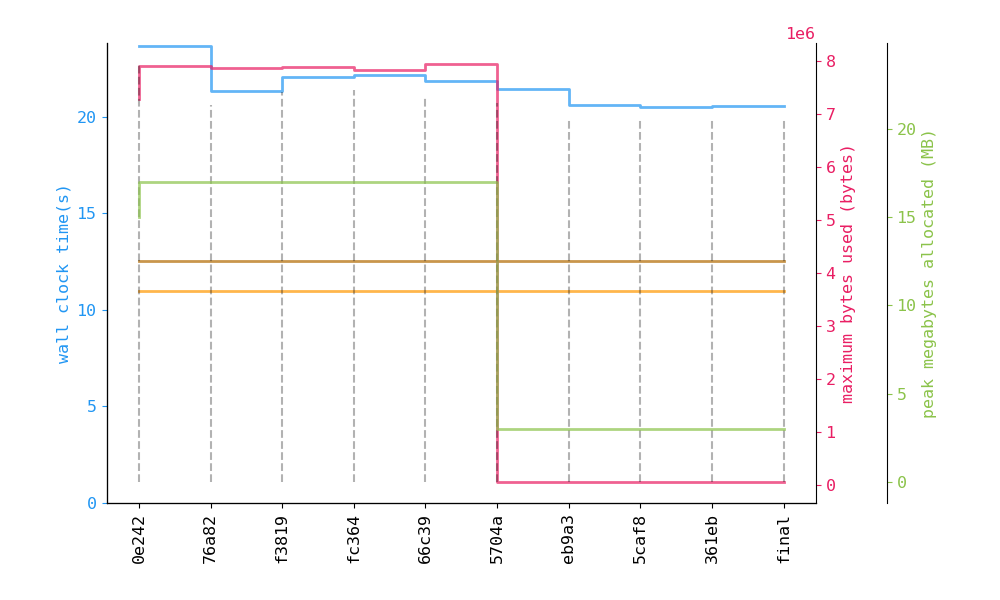 1e6
wall clock time(s)
0
5
10
15
20
maximum bytes used (bytes)
0
1
2
3
4
5
6
7
8
peak megabytes allocated (MB)
0
5
10
15
20
0e242
76a82
f3819
fc364
66c39
5704a
eb9a3
5caf8
361eb
final